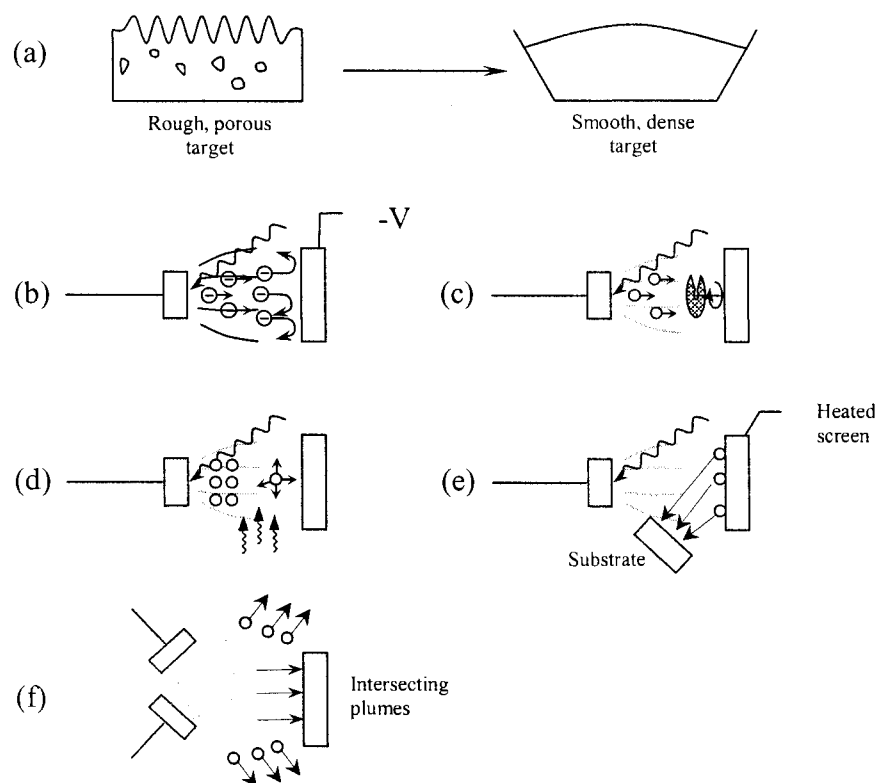 (a)
Rough, porous
target
Smooth, dense
target
(b)
-V
(c)
(d)
(e)
Heated
screen
Substrate
(f)
Intersecting
plumes